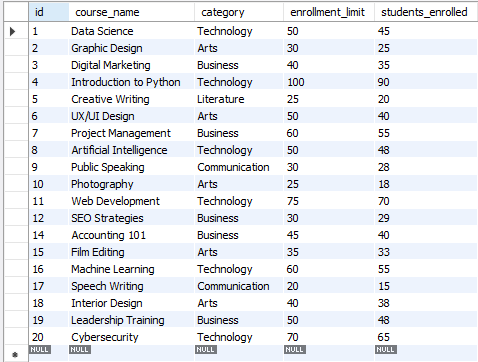 id course_name category enrollment_limit students_enrolled
1 Data Science Technology 50 45
2 Graphic Design Arts 30 25
3 Digital Marketing Business 40 35
4 Introduction to Python Technology 100 90
5 Creative Writing Literature 25 20
6 UX/UI Design Arts 50 40
7 Project Management Business 60 55
8 Artificial Intelligence Technology 50 48
9 Public Speaking Communication 30 28
10 Photography Arts 25 18
11 Web Development Technology 75 70
12 SEO Strategies Business 30 29
14 Accounting 101 Business 45 40
15 Film Editing Arts 35 33
16 Machine Learning Technology 60 55
17 Speech Writing Communication 20 15
18 Interior Design Arts 40 38
19 Leadership Training Business 50 48
20 Cybersecurity Technology 70 65
NULL NULL NULL NULL NULL